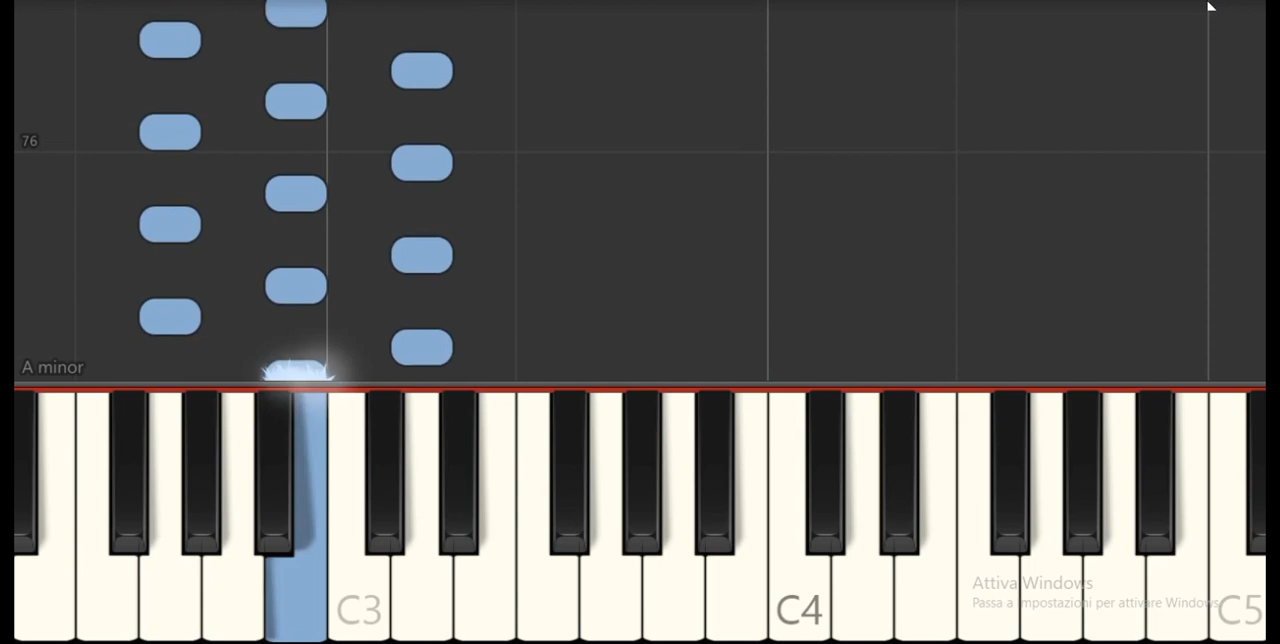 76
A minor
C3
C4
C5
Attiva Windows
Passa a impostazioni per attivare Windows.